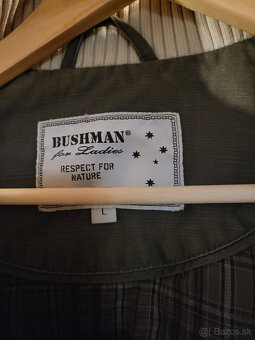 BUSHMAN®
for Ladies
RESPECT FOR
NATURE
L
Bazos.sk